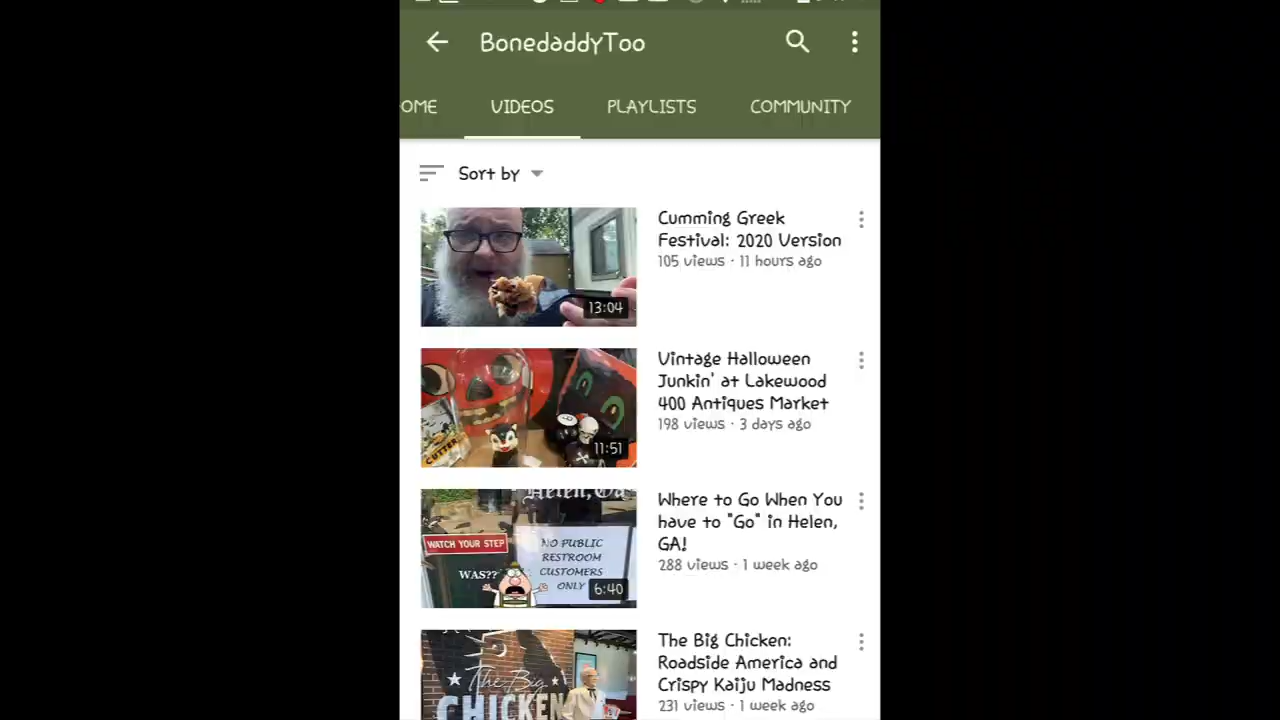 BonedaddyToo
OME
VIDEOS
PLAYLISTS
COMMUNITY
Sort by
Cumming Greek
Festival: 2020 Version
105 views · 11 hours ago
13:04
Vintage Halloween
Junkin' at Lakewood
400 Antiques Market
198 views · 3 days ago
CUTTER
11:51
Where to Go When You
have to "Go" in Helen,
GA!
288 views · 1 week ago
Helen, Ga
WATCH YOUR STEP
NO PUBLIC
RESTROOM
CUSTOMERS
ONLY
WAS??
6:40
The Big Chicken:
Roadside America and
Crispy Kaiju Madness
231 views · 1 week ago
The Big
CHICKEN